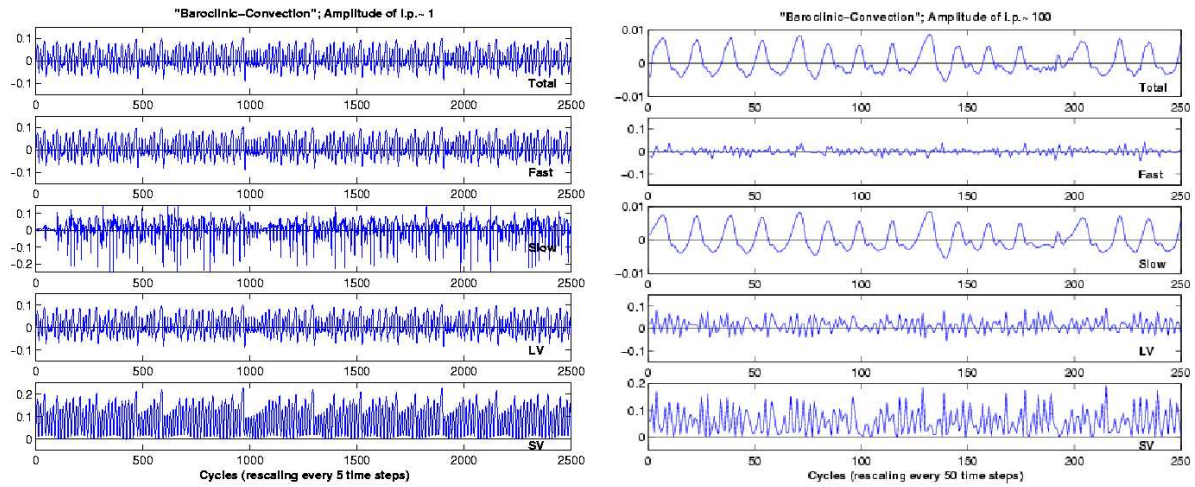 "Baroclinic−Convection"; Amplitude of i.p.~ 1
0.1
0
−0.1
Total
0 500 1000 1500 2000 2500
0.1
0
−0.1
Fast
0 500 1000 1500 2000 2500
0.1
0
−0.1
−0.2
Slow
0 500 1000 1500 2000 2500
0.1
0
−0.1
LV
0 500 1000 1500 2000 2500
0.2
0.1
0
SV
0 500 1000 1500 2000 2500
Cycles (rescaling every 5 time steps)
"Baroclinic−Convection"; Amplitude of i.p.~ 100
0.01
0
−0.01
Total
0 50 100 150 200 250
0.1
0
−0.1
Fast
0 50 100 150 200 250
0.01
0
−0.01
Slow
0 50 100 150 200 250
0.1
0
−0.1
LV
0 50 100 150 200 250
0.2
0.1
0
SV
0 50 100 150 200 250
Cycles (rescaling every 50 time steps)